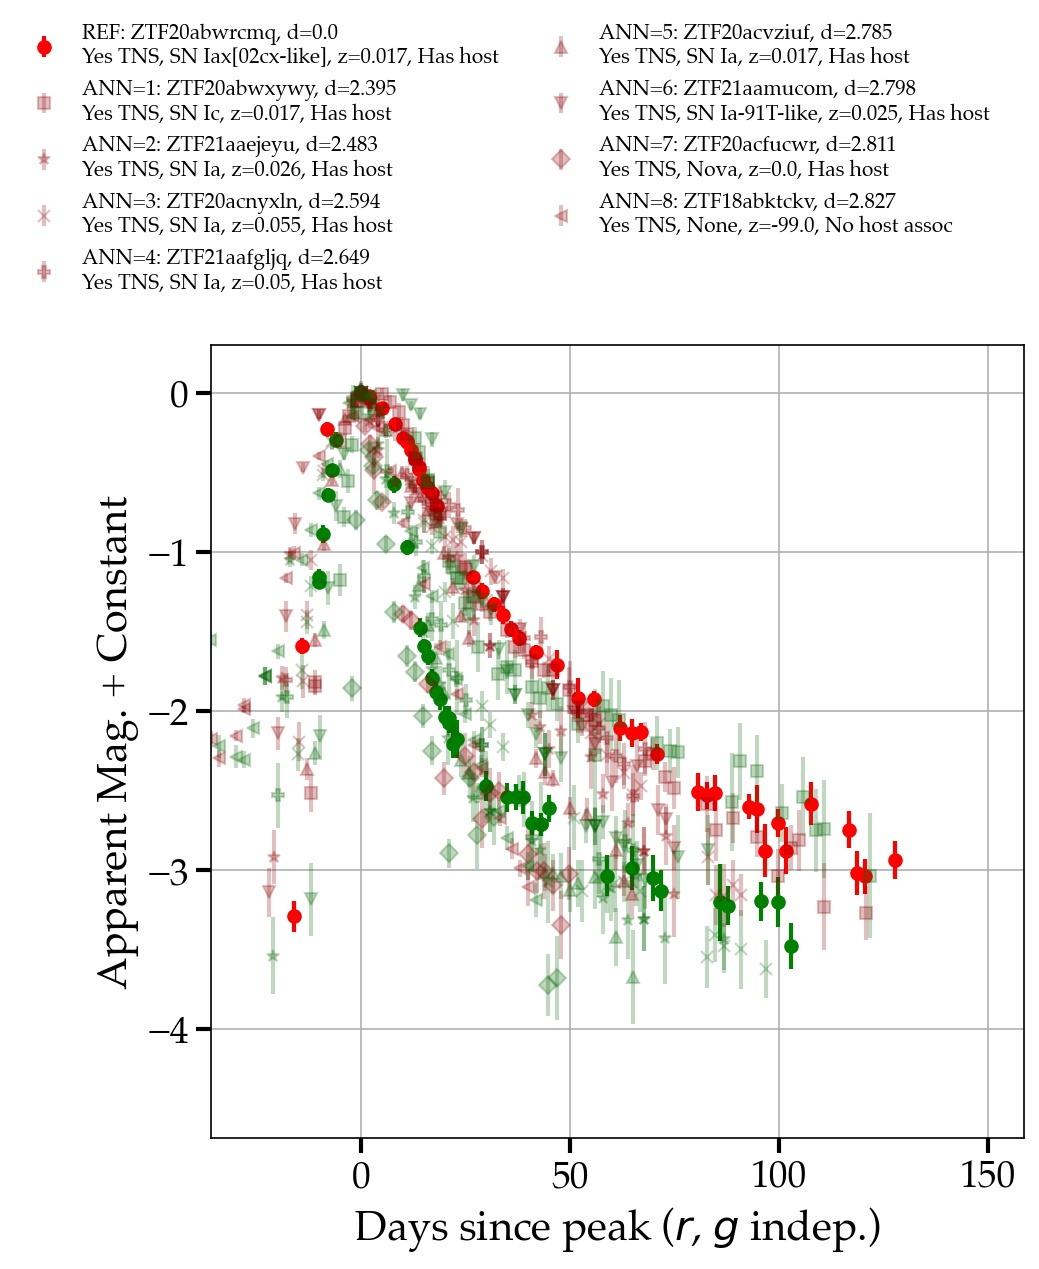 REF: ZTF20abwrcmq, d=0.0
Yes TNS, SN Iax[02cx-like], z=0.017, Has host
ANN=1: ZTF20abwxywy, d=2.395
Yes TNS, SN Ic, z=0.017, Has host
ANN=2: ZTF21aaejeyu, d=2.483
Yes TNS, SN Ia, z=0.026, Has host
ANN=3: ZTF20acnyxln, d=2.594
Yes TNS, SN Ia, z=0.055, Has host
ANN=4: ZTF21aafgljq, d=2.649
Yes TNS, SN Ia, z=0.05, Has host
ANN=5: ZTF20acvziuf, d=2.785
Yes TNS, SN Ia, z=0.017, Has host
ANN=6: ZTF21aamucom, d=2.798
Yes TNS, SN Ia-91T-like, z=0.025, Has host
ANN=7: ZTF20acfucwr, d=2.811
Yes TNS, Nova, z=0.0, Has host
ANN=8: ZTF18abktckv, d=2.827
Yes TNS, None, z=-99.0, No host assoc
Apparent Mag. + Constant
0
−1
−2
−3
−4
0 50 100 150
Days since peak (r, g indep.)